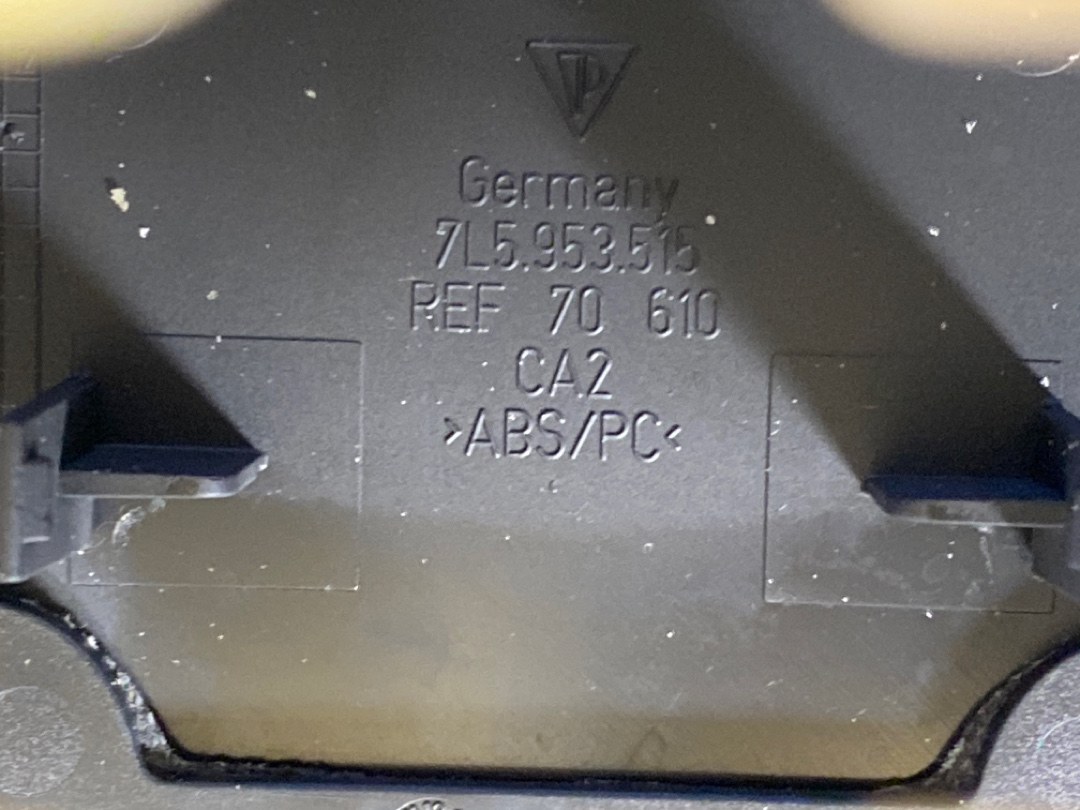 Germany
7L5.953.515
REF 70 610
CA2
>ABS/PC<